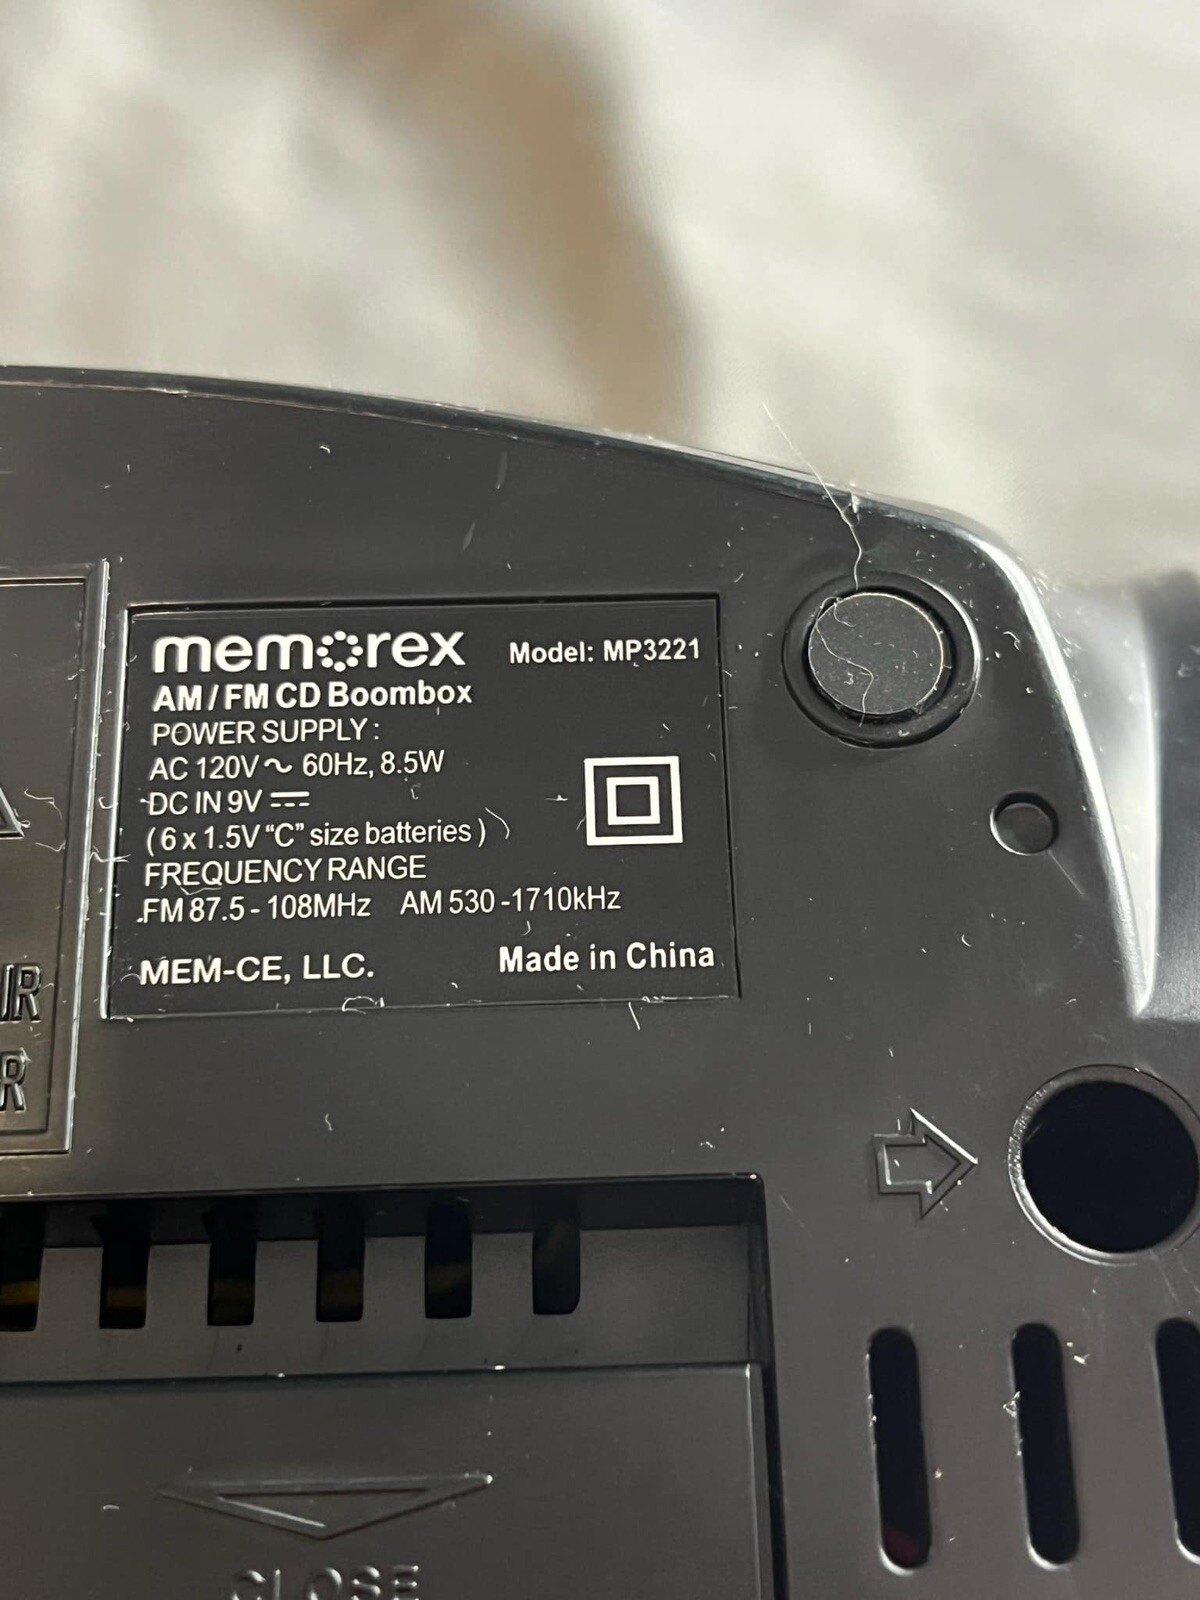 memorex Model: MP3221
AM/FM CD Boombox
POWER SUPPLY :
AC 120V ~ 60Hz, 8.5W
DC IN 9V ⎓
( 6 x 1.5V “C” size batteries )
FREQUENCY RANGE
FM 87.5 - 108MHz AM 530 -1710kHz
MEM-CE, LLC. Made in China
CLOSE